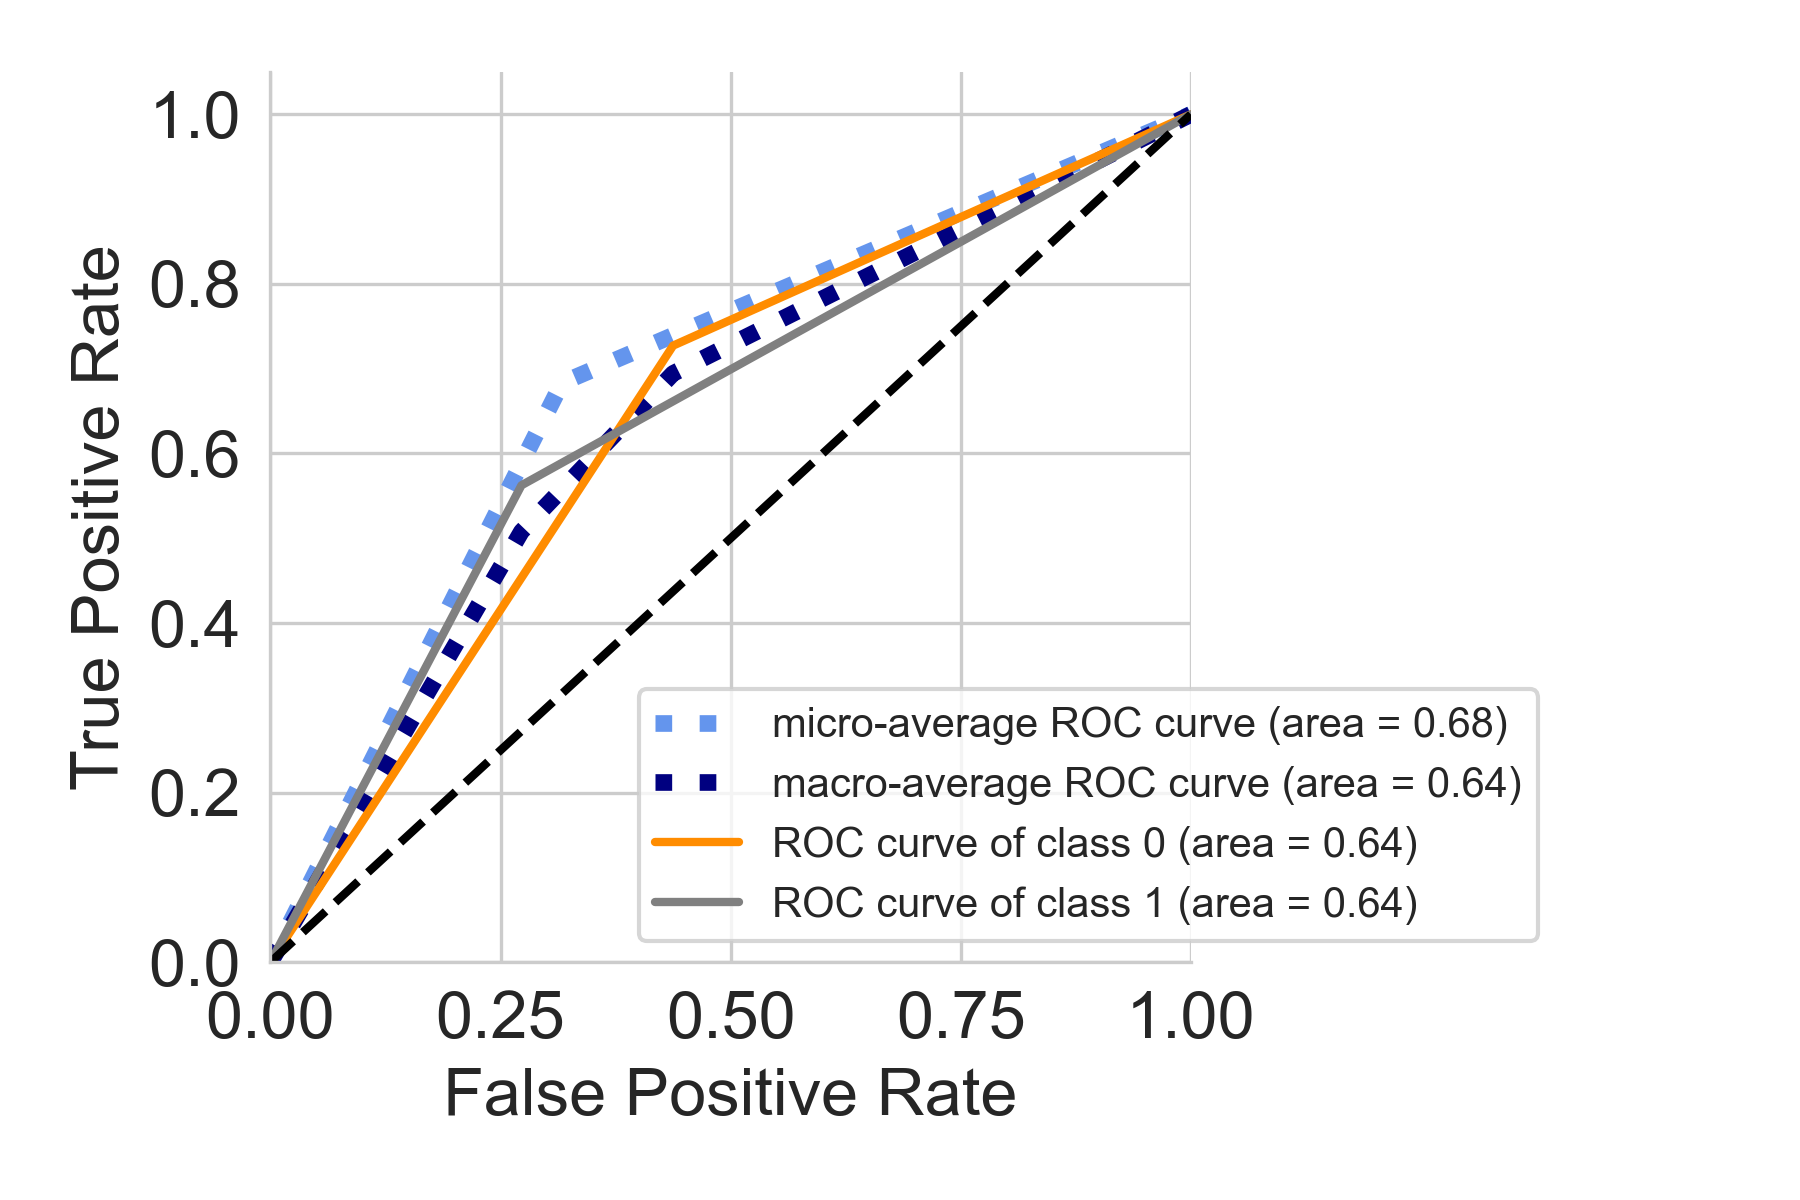 True Positive Rate
1.0
0.8
0.6
0.4
0.2
0.0
0.00 0.25 0.50 0.75 1.00
False Positive Rate
micro-average ROC curve (area = 0.68)
macro-average ROC curve (area = 0.64)
ROC curve of class 0 (area = 0.64)
ROC curve of class 1 (area = 0.64)